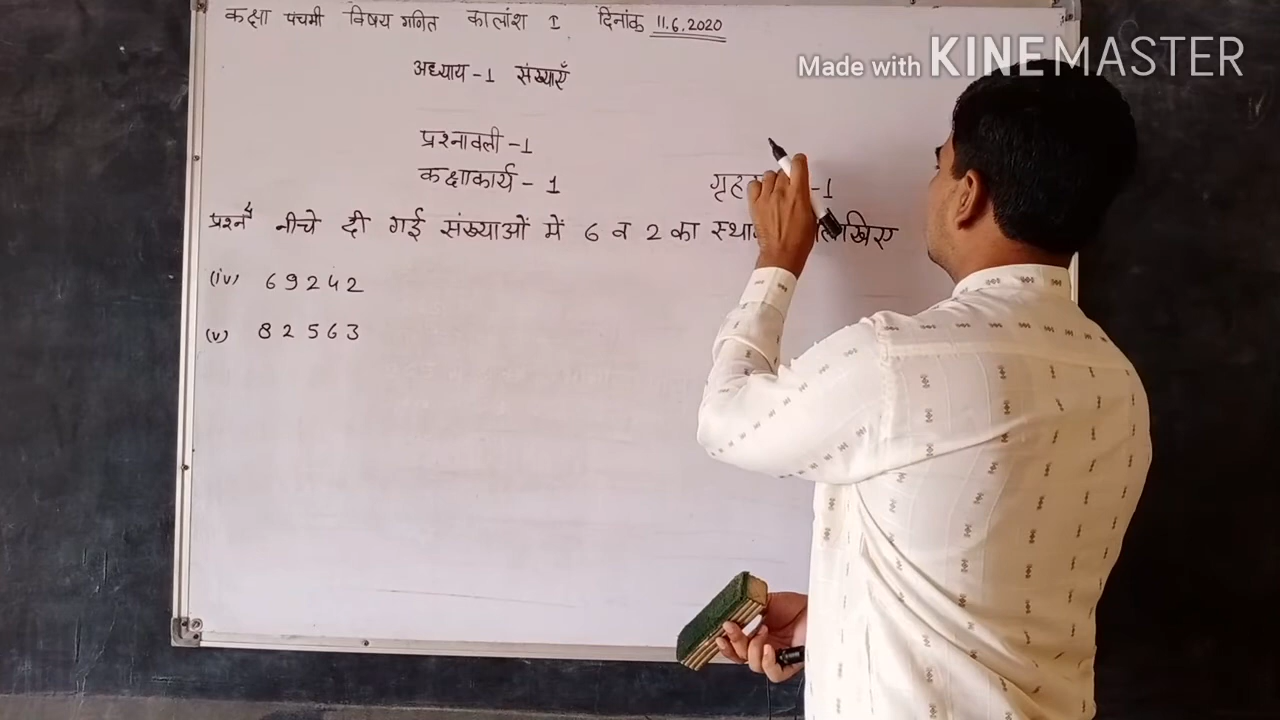 कक्षा पंचमी विषय गणित कालांश 1 दिनांक 11.6.2020
Made with KINEMASTER
अध्याय-1 संख्याएँ
प्रश्नावली-1
कक्षाकार्य-1 -1
प्रश्न 4 नीचे दी गई संख्याओं में 6 व 2 का
(iv) 69242
(v) 82563